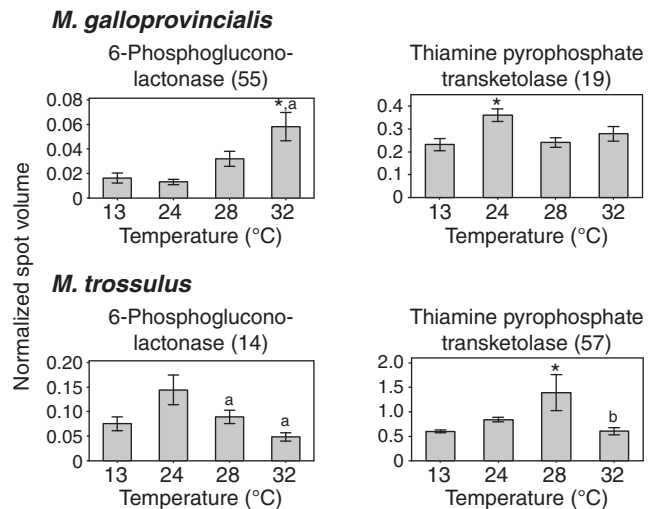 M. galloprovincialis
6-Phosphoglucono-
lactonase (55)
0.08
0.06
0.04
0.02
0
*,a
13 24 28 32
Temperature (°C)
Thiamine pyrophosphate
transketolase (19)
0.4
0.3
0.2
0.1
0
*
13 24 28 32
Temperature (°C)
Normalized spot volume
M. trossulus
6-Phosphoglucono-
lactonase (14)
0.20
0.15
0.10
0.05
0
a
a
13 24 28 32
Temperature (°C)
Thiamine pyrophosphate
transketolase (57)
2.0
1.5
1.0
0.5
0
*
b
13 24 28 32
Temperature (°C)